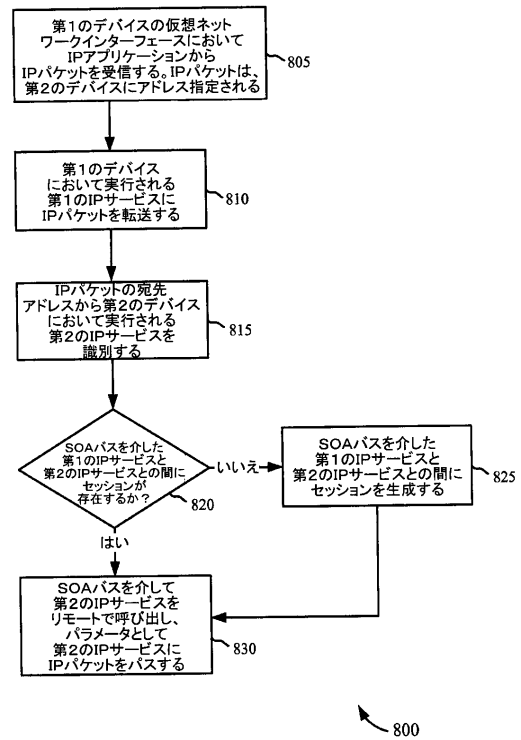 第１のデバイスの仮想ネット
ワークインターフェースにおいて
ＩＰアプリケーションから
ＩＰパケットを受信する。ＩＰパケットは、
第２のデバイスにアドレス指定される
805
第１のデバイス
において実行される
第１のＩＰサービスに
ＩＰパケットを転送する
810
ＩＰパケットの宛先
アドレスから第２のデバイス
において実行される
第２のＩＰサービスを
識別する
815
ＳＯＡバスを介した
第１のＩＰサービスと
第２のＩＰサービスとの間に
セッションが
存在するか？
820
いいえ
ＳＯＡバスを介した
第１のＩＰサービスと
第２のＩＰサービスとの間に
セッションを生成する
825
はい
ＳＯＡバスを介して
第２のＩＰサービスを
リモートで呼び出し、
パラメータとして
第２のＩＰサービスに
ＩＰパケットをパスする
830
800